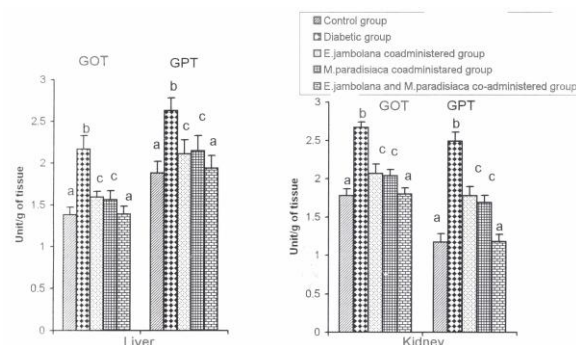 Control group
Diabetic group
E.jambolana coadministered group
M.paradisiaca coadministared group
E.jambolana and M.paradisiaca co-administered group
GOT
GPT
3
2.5
2
1.5
1
0.5
0
Unit/g of tissue
a
b
c
c
a
a
b
c
c
a
Liver
GOT
GPT
3
2.5
2
1.5
1
0.5
0
Unit/g of tissue
a
b
c
c
a
a
b
c
c
a
Kidney